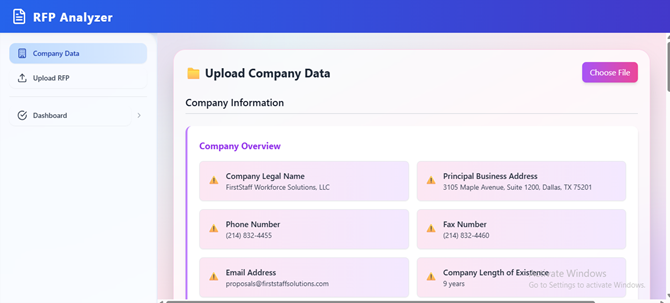 RFP Analyzer
Company Data
Upload RFP
Dashboard
Upload Company Data
Choose File
Company Information
Company Overview
Company Legal Name
FirstStaff Workforce Solutions, LLC
Principal Business Address
3105 Maple Avenue, Suite 1200, Dallas, TX 75201
Phone Number
(214) 832-4455
Fax Number
(214) 832-4460
Email Address
proposals@firststaffsolutions.com
Company Length of Existence
9 years
Activate Windows
Go to Settings to activate Windows.